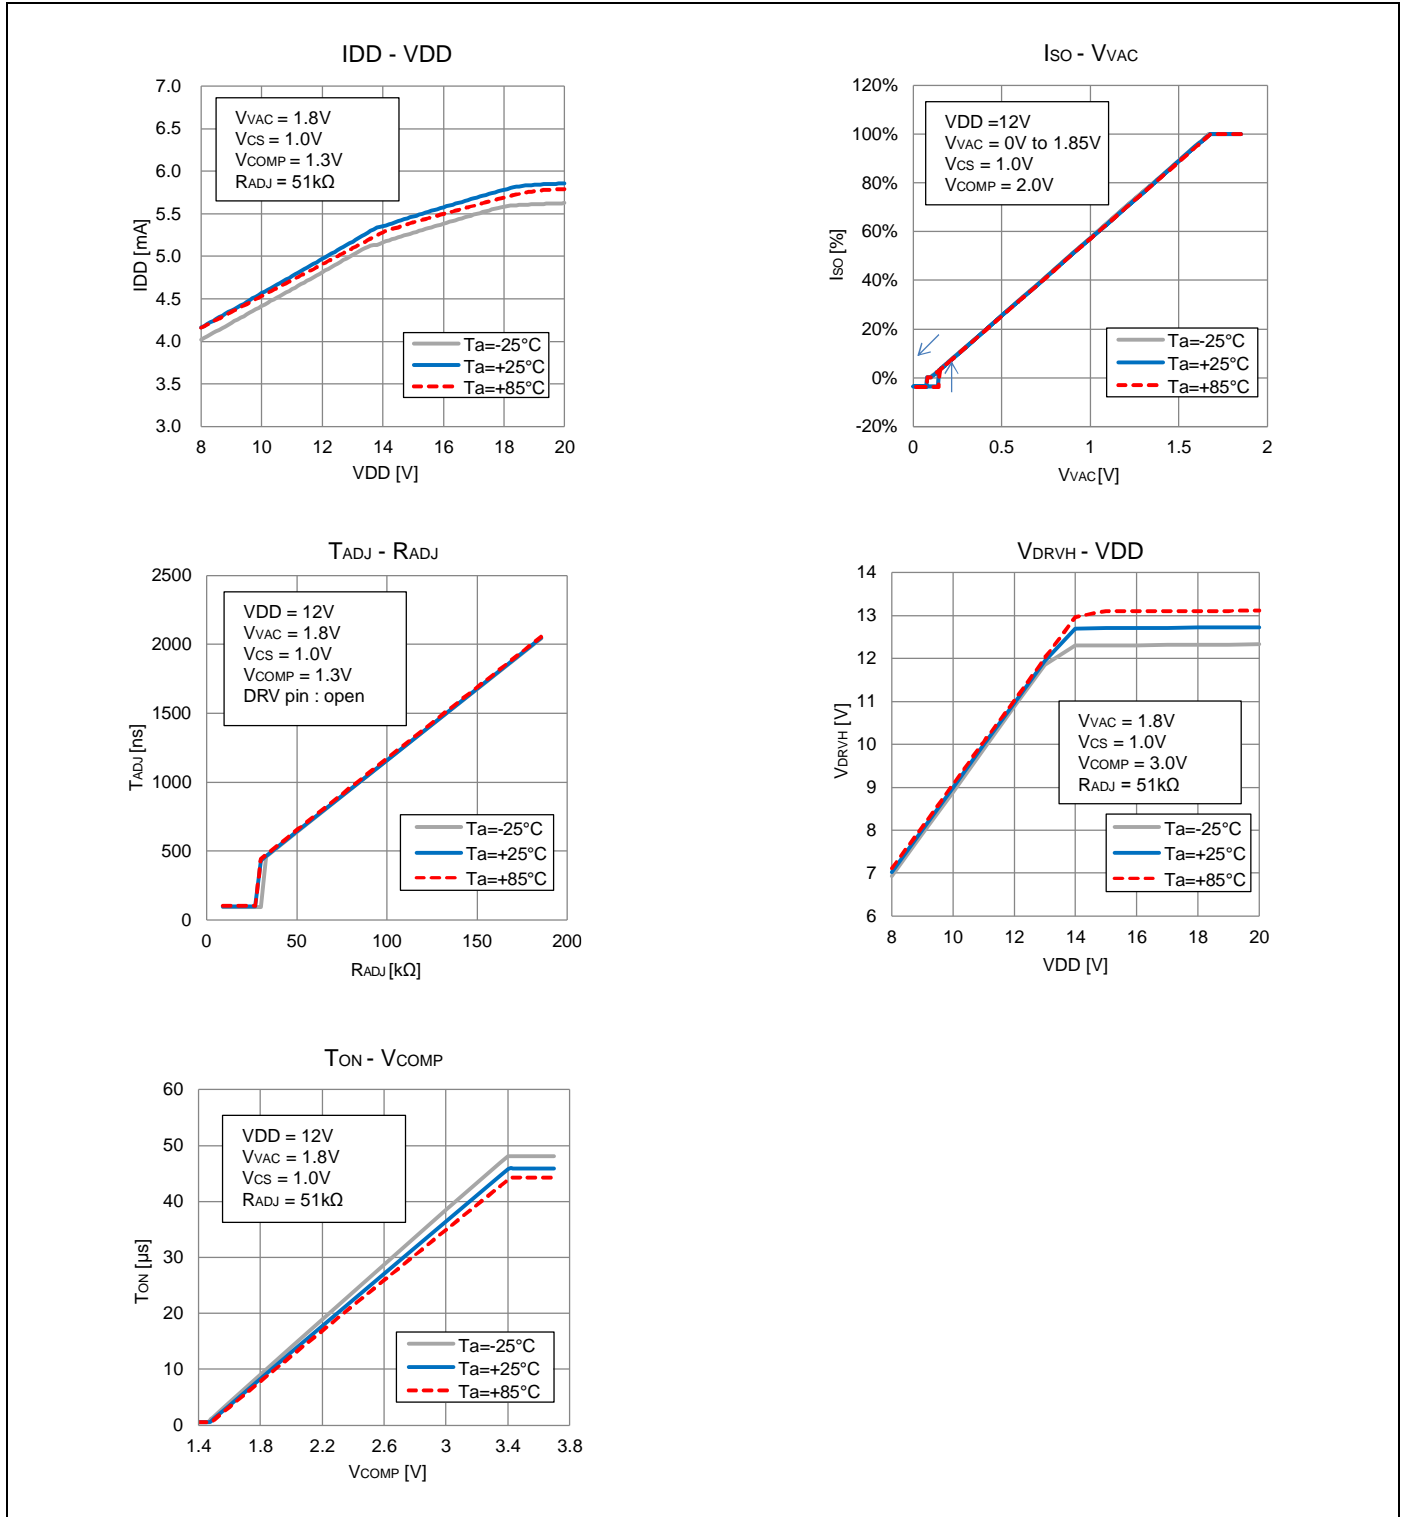 IDD - VDD
7.0
6.5
6.0
5.5
5.0
4.5
4.0
3.5
3.0
IDD [mA]
VVAC = 1.8V
VCS = 1.0V
VCOMP = 1.3V
RADJ = 51kΩ
Ta=-25°C
Ta=+25°C
Ta=+85°C
8 10 12 14 16 18 20
VDD [V]
ISO - VVAC
120%
100%
80%
60%
40%
20%
0%
-20%
ISO [%]
VDD =12V
VVAC = 0V to 1.85V
VCS = 1.0V
VCOMP = 2.0V
Ta=-25°C
Ta=+25°C
Ta=+85°C
0 0.5 1 1.5 2
VVAC [V]
TADJ - RADJ
2500
2000
1500
1000
500
0
TADJ [ns]
VDD = 12V
VVAC = 1.8V
VCS = 1.0V
VCOMP = 1.3V
DRV pin : open
Ta=-25°C
Ta=+25°C
Ta=+85°C
0 50 100 150 200
RADJ [kΩ]
VDRVH - VDD
14
13
12
11
10
9
8
7
6
VDRVH [V]
VVAC = 1.8V
VCS = 1.0V
VCOMP = 3.0V
RADJ = 51kΩ
Ta=-25°C
Ta=+25°C
Ta=+85°C
8 10 12 14 16 18 20
VDD [V]
TON - VCOMP
60
50
40
30
20
10
0
TON [µs]
VDD = 12V
VVAC = 1.8V
VCS = 1.0V
RADJ = 51kΩ
Ta=-25°C
Ta=+25°C
Ta=+85°C
1.4 1.8 2.2 2.6 3 3.4 3.8
VCOMP [V]